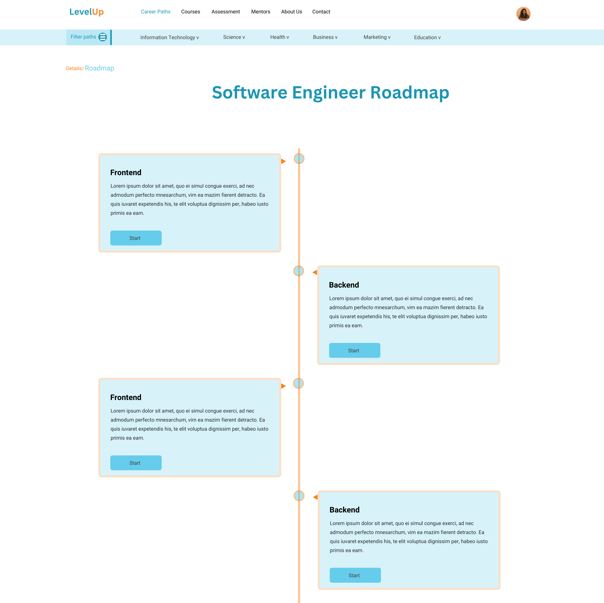 LevelUp
Career Paths Courses Assessment Mentors About Us Contact
Filter paths Information Technology v Science v Health v Business v Marketing v Education v
Details: Roadmap
Software Engineer Roadmap
Frontend
Lorem ipsum dolor sit amet, quo ei simul congue exerci, ad nec
admodum perfecto mnesarchum, vim ea mazim fierent detracto. Ea
quis iuvaret expetendis his, te elit voluptua dignissim per, habeo iusto
primis ea eam.
Start
Backend
Lorem ipsum dolor sit amet, quo ei simul congue exerci, ad nec
admodum perfecto mnesarchum, vim ea mazim fierent detracto. Ea
quis iuvaret expetendis his, te elit voluptua dignissim per, habeo iusto
primis ea eam.
Start
Frontend
Lorem ipsum dolor sit amet, quo ei simul congue exerci, ad nec
admodum perfecto mnesarchum, vim ea mazim fierent detracto. Ea
quis iuvaret expetendis his, te elit voluptua dignissim per, habeo iusto
primis ea eam.
Start
Backend
Lorem ipsum dolor sit amet, quo ei simul congue exerci, ad nec
admodum perfecto mnesarchum, vim ea mazim fierent detracto. Ea
quis iuvaret expetendis his, te elit voluptua dignissim per, habeo iusto
primis ea eam.
Start